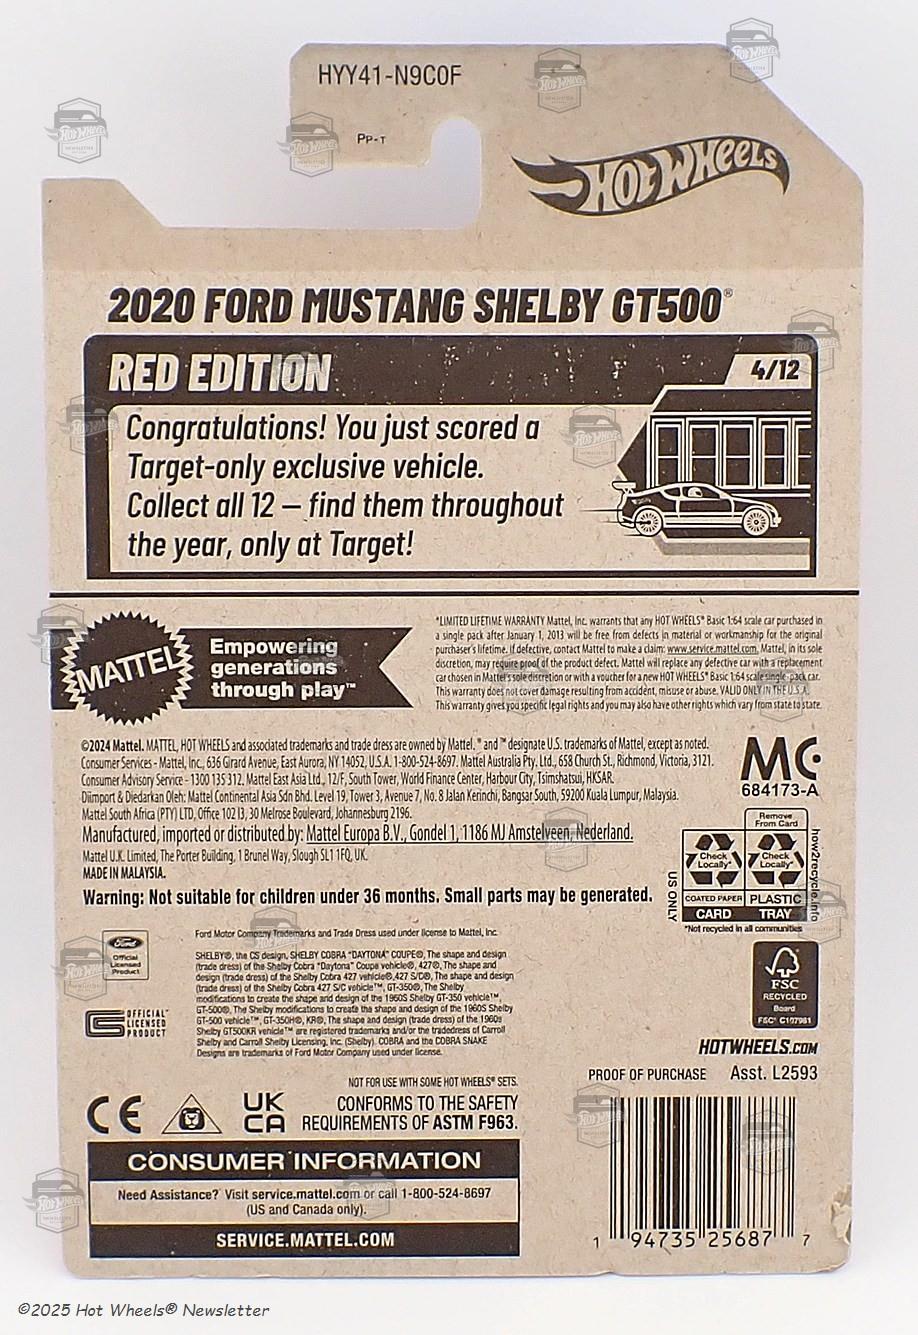 HYY41-N9C0F
PP-T
HOT WHEELS
2020 FORD MUSTANG SHELBY GT500®
RED EDITION
4/12
Congratulations! You just scored a
Target-only exclusive vehicle.
Collect all 12 – find them throughout
the year, only at Target!
MATTEL
Empowering
generations
through play™
*LIMITED LIFETIME WARRANTY Mattel, Inc. warrants that any HOT WHEELS® Basic 1:64 scale car purchased in
a single pack after January 1, 2013 will be free from defects in material or workmanship for the original
purchaser's lifetime. If defective, contact Mattel to make a claim: www.service.mattel.com. Mattel, in its sole
discretion, may require proof of the product defect. Mattel will replace any defective car with a replacement
car chosen in Mattel's sole discretion or with a voucher for a new HOT WHEELS® Basic 1:64 scale single-pack car.
This warranty does not cover damage resulting from accident, misuse or abuse. VALID ONLY IN THE U.S.A.
This warranty gives you specific legal rights and you may also have other rights which vary from state to state.
©2024 Mattel. MATTEL, HOT WHEELS and associated trademarks and trade dress are owned by Mattel. ® and ™ designate U.S. trademarks of Mattel, except as noted.
Consumer Services - Mattel, Inc., 636 Girard Avenue, East Aurora, NY 14052, U.S.A. 1-800-524-8697. Mattel Australia Pty. Ltd., 658 Church St., Richmond, Victoria, 3121.
Consumer Advisory Service - 1300 135 312. Mattel East Asia Ltd., 12/F, South Tower, World Finance Center, Harbour City, Tsimshatsui, HKSAR.
Diimport & Diedarkan Oleh: Mattel Continental Asia Sdn Bhd. Level 19, Tower 3, Avenue 7, No. 8 Jalan Kerinchi, Bangsar South, 59200 Kuala Lumpur, Malaysia.
Mattel South Africa (PTY) LTD, Office 102 I3, 30 Melrose Boulevard, Johannesburg 2196.
Manufactured, imported or distributed by: Mattel Europa B.V., Gondel 1, 1186 MJ Amstelveen, Nederland.
Mattel U.K. Limited, The Porter Building, 1 Brunel Way, Slough SL1 1FQ, UK.
MADE IN MALAYSIA.
Warning: Not suitable for children under 36 months. Small parts may be generated.
MC
684173-A
Remove
From Card
Check
Locally*
Check
Locally*
COATED PAPER
PLASTIC
CARD
TRAY
US ONLY
how2recycle.info
*Not recycled in all communities
Ford
Official
Licensed
Product
OFFICIAL™
LICENSED
PRODUCT
Ford Motor Company Trademarks and Trade Dress used under license to Mattel, Inc.
SHELBY®, the CS design, SHELBY COBRA "DAYTONA" COUPE®, The shape and design
(trade dress) of the Shelby Cobra "Daytona" Coupe vehicle®, 427®, The shape and
design (trade dress) of the Shelby Cobra 427 vehicle®,427 S/C®, The shape and design
(trade dress) of the Shelby Cobra 427 S/C vehicle™, GT-350®, The Shelby
modifications to create the shape and design of the 1960S Shelby GT-350 vehicle™,
GT-500®, The Shelby modifications to create the shape and design of the 1960S Shelby
GT-500 vehicle™, GT-350H®, KR®, The shape and design (trade dress) of the 1960s
Shelby GT500KR vehicle™ are registered trademarks and/or the tradedress of Carroll
Shelby and Carroll Shelby Licensing, Inc. (Shelby). COBRA and the COBRA SNAKE
Designs are trademarks of Ford Motor Company used under license.
FSC
RECYCLED
Board
FSC® C107981
HOTWHEELS.COM
PROOF OF PURCHASE Asst. L2593
NOT FOR USE WITH SOME HOT WHEELS® SETS.
CE
UK
CA
CONFORMS TO THE SAFETY
REQUIREMENTS OF ASTM F963.
CONSUMER INFORMATION
Need Assistance? Visit service.mattel.com or call 1-800-524-8697
(US and Canada only).
SERVICE.MATTEL.COM
1 94735 25687 7
©2025 Hot Wheels® Newsletter